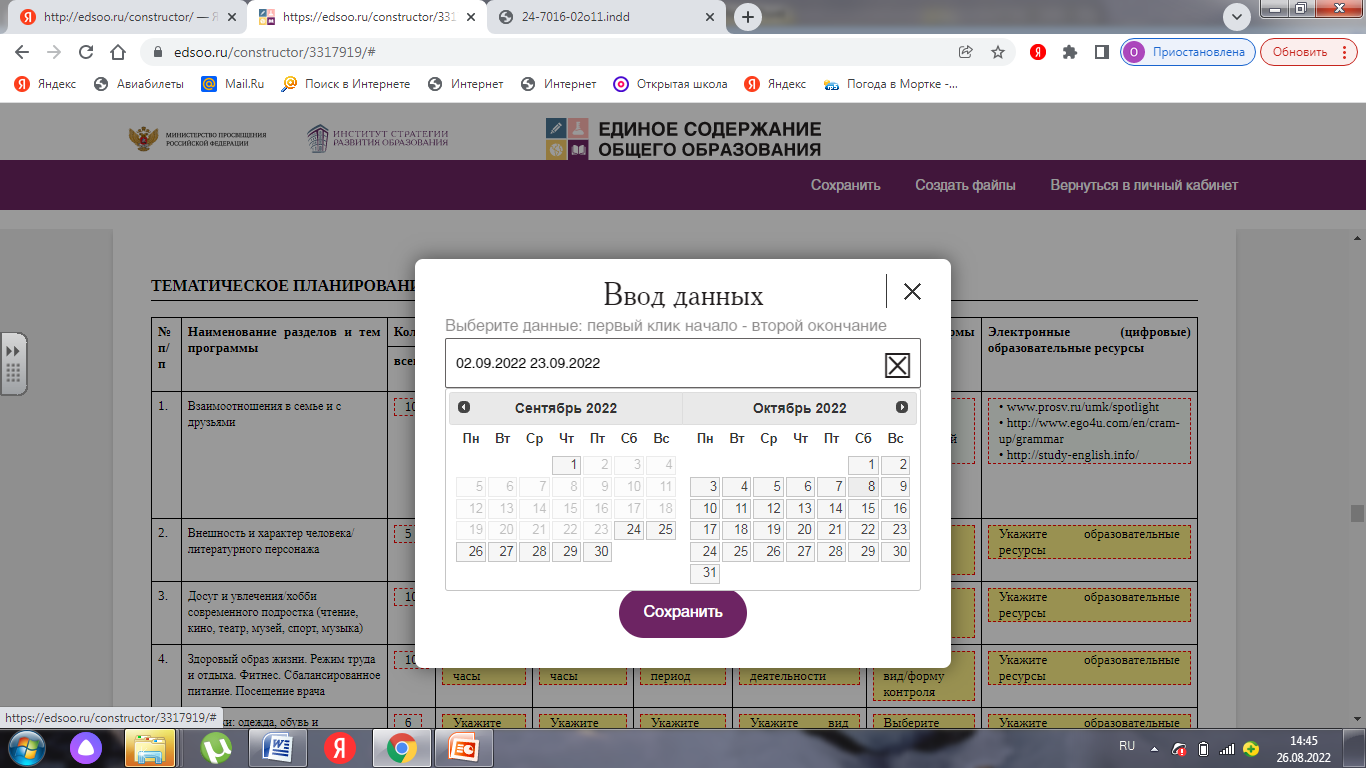 http://edsoo.ru/constructor/ — Я
https://edsoo.ru/constructor/331
24-7016-02o11.indd
edsoo.ru/constructor/3317919/#
О Приостановлена
Обновить
Яндекс Авиабилеты Mail.Ru Поиск в Интернете Интернет Интернет Открытая школа Яндекс Погода в Мортке -...
МИНИСТЕРСТВО ПРОСВЕЩЕНИЯ
РОССИЙСКОЙ ФЕДЕРАЦИИ
ИНСТИТУТ СТРАТЕГИИ
РАЗВИТИЯ ОБРАЗОВАНИЯ
ЕДИНОЕ СОДЕРЖАНИЕ
ОБЩЕГО ОБРАЗОВАНИЯ
Сохранить Создать файлы Вернуться в личный кабинет
ТЕМАТИЧЕСКОЕ ПЛАНИРОВАНИ
№
п/
п
Наименование разделов и тем
программы
Кол
все
мы
Электронные (цифровые)
образовательные ресурсы
1.
Взаимоотношения в семье и с
друзьями
10
й
• www.prosv.ru/umk/spotlight
• http://www.ego4u.com/en/cram-
up/grammar
• http://study-english.info/
2.
Внешность и характер человека/
литературного персонажа
5
Укажите образовательные
ресурсы
3.
Досуг и увлечения/хобби
современного подростка (чтение,
кино, театр, музей, спорт, музыка)
10
Укажите образовательные
ресурсы
4.
Здоровый образ жизни. Режим труда
и отдыха. Фитнес. Сбалансированное
питание. Посещение врача
10
часы
часы
период
деятельности
вид/форму
контроля
Укажите образовательные
ресурсы
ки: одежда, обувь и
6
Укажите
Укажите
Укажите
Укажите вид
Выберите
Укажите образовательные
Ввод данных
Выберите данные: первый клик начало - второй окончание
02.09.2022 23.09.2022
Сентябрь 2022
Пн Вт Ср Чт Пт Сб Вс
1 2 3 4
5 6 7 8 9 10 11
12 13 14 15 16 17 18
19 20 21 22 23 24 25
26 27 28 29 30
Октябрь 2022
Пн Вт Ср Чт Пт Сб Вс
1 2
3 4 5 6 7 8 9
10 11 12 13 14 15 16
17 18 19 20 21 22 23
24 25 26 27 28 29 30
31
Сохранить
https://edsoo.ru/constructor/3317919/#
RU
14:45
26.08.2022